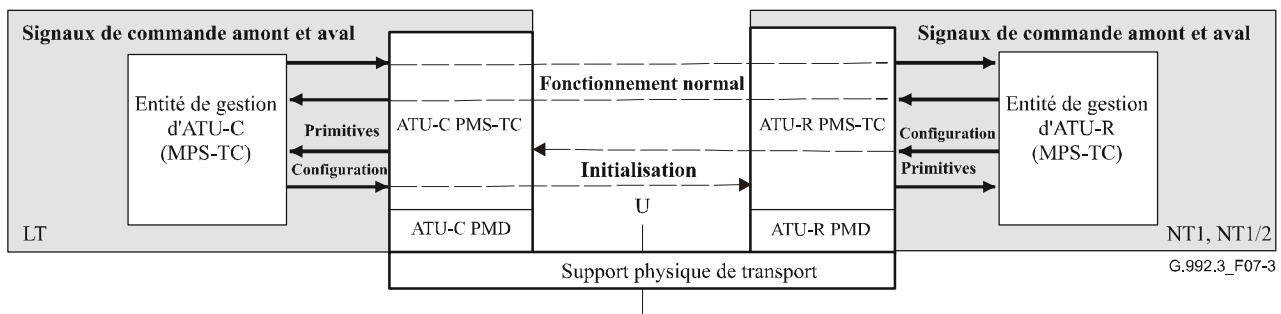 Signaux de commande amont et aval
Signaux de commande amont et aval
Entité de gestion
d'ATU-C
(MPS-TC)
Primitives
Configuration
ATU-C PMS-TC
ATU-C PMD
LT
Fonctionnement normal
Initialisation
U
ATU-R PMS-TC
ATU-R PMD
Configuration
Primitives
Entité de gestion
d'ATU-R
(MPS-TC)
NT1, NT1/2
Support physique de transport
G.992.3_F07-3